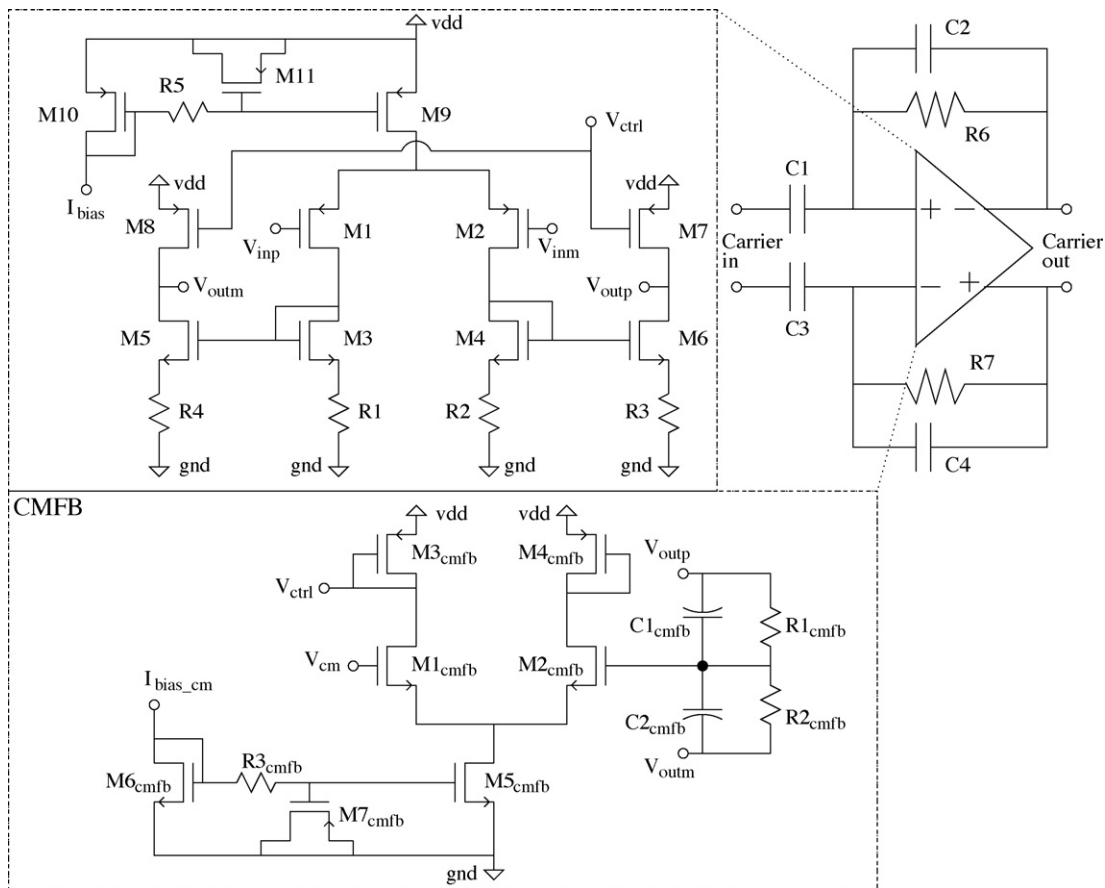 vdd
C2
R5
M11
M10
M9
V_ctrl
R6
C1
I_bias
vdd
vdd
M8
V_inp
M1
M2
V_inm
M7
+ −
Carrier in
Carrier out
V_outm
V_outp
− +
C3
M5
M3
M4
M6
R7
R4
R1
R2
R3
gnd
gnd
gnd
gnd
C4
CMFB
vdd
vdd
M3_cmfb
M4_cmfb
V_outp
V_ctrl
C1_cmfb
R1_cmfb
V_cm
M1_cmfb
M2_cmfb
I_bias_cm
C2_cmfb
R2_cmfb
R3_cmfb
V_outm
M6_cmfb
M5_cmfb
M7_cmfb
gnd